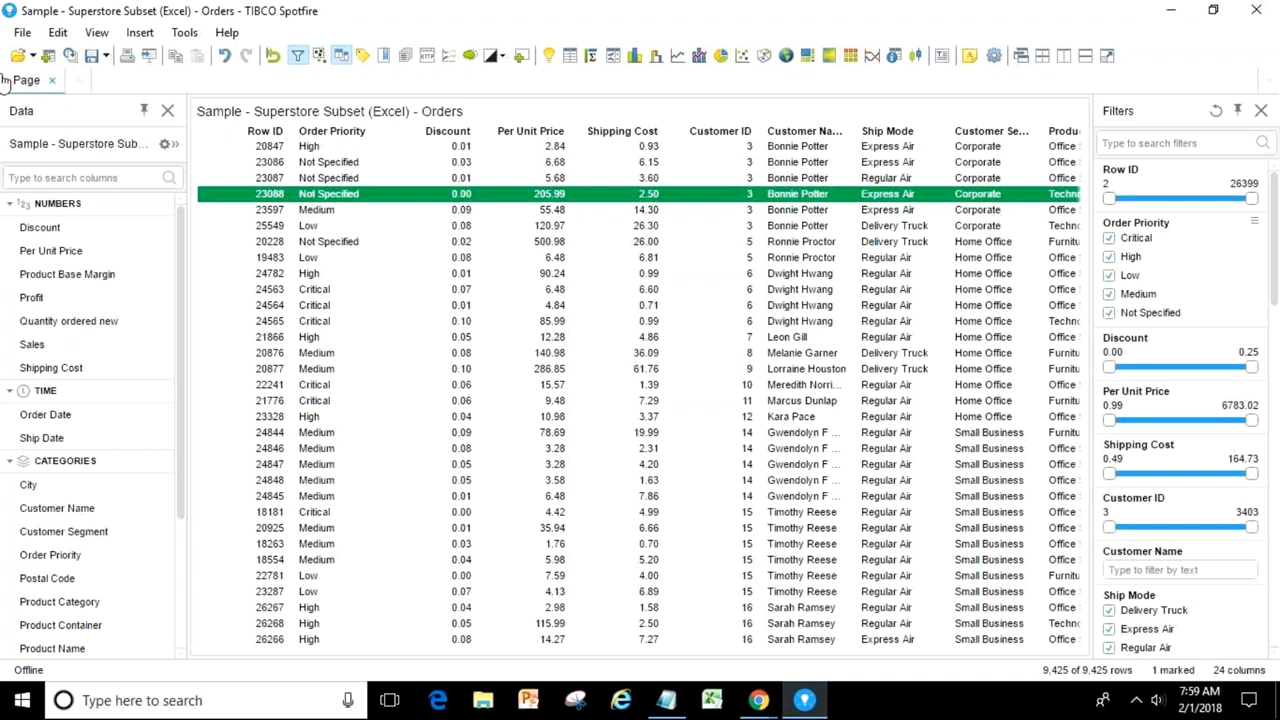 Sample - Superstore Subset (Excel) - Orders - TIBCO Spotfire
File Edit View Insert Tools Help
Page
Data
Sample - Superstore Sub...
Type to search columns
NUMBERS
Discount
Per Unit Price
Product Base Margin
Profit
Quantity ordered new
Sales
Shipping Cost
TIME
Order Date
Ship Date
CATEGORIES
City
Customer Name
Customer Segment
Order Priority
Postal Code
Product Category
Product Container
Product Name
Sample - Superstore Subset (Excel) - Orders
Row ID Order Priority Discount Per Unit Price Shipping Cost Customer ID Customer Na... Ship Mode Customer Se... Produc
20847 High 0.01 2.84 0.93 3 Bonnie Potter Express Air Corporate Office
23086 Not Specified 0.03 6.68 6.15 3 Bonnie Potter Express Air Corporate Office
23087 Not Specified 0.01 5.68 3.60 3 Bonnie Potter Regular Air Corporate Office
23088 Not Specified 0.00 205.99 2.50 3 Bonnie Potter Express Air Corporate Techn
23597 Medium 0.09 55.48 14.30 3 Bonnie Potter Express Air Corporate Office
25549 Low 0.08 120.97 26.30 3 Bonnie Potter Delivery Truck Corporate Techn
20228 Not Specified 0.02 500.98 26.00 5 Ronnie Proctor Delivery Truck Home Office Furnitu
19483 Low 0.08 6.48 6.81 5 Ronnie Proctor Regular Air Home Office Office
24782 High 0.01 90.24 0.99 6 Dwight Hwang Regular Air Home Office Office
24563 Critical 0.07 6.48 6.60 6 Dwight Hwang Regular Air Home Office Office
24564 Critical 0.01 4.84 0.71 6 Dwight Hwang Regular Air Home Office Office
24565 Critical 0.10 85.99 0.99 6 Dwight Hwang Regular Air Home Office Techn
21866 High 0.05 12.28 4.86 7 Leon Gill Regular Air Home Office Office
20876 Medium 0.08 140.98 36.09 8 Melanie Garner Delivery Truck Home Office Furnitu
20877 Medium 0.10 286.85 61.76 9 Lorraine Houston Delivery Truck Home Office Furnitu
22241 Critical 0.06 15.57 1.39 10 Meredith Norri... Regular Air Home Office Office
21776 Critical 0.06 9.48 7.29 11 Marcus Dunlap Regular Air Home Office Furnitu
23328 High 0.04 10.98 3.37 12 Kara Pace Regular Air Home Office Office
24844 Medium 0.09 78.69 19.99 14 Gwendolyn F ... Regular Air Small Business Furnitu
24846 Medium 0.08 3.28 2.31 14 Gwendolyn F ... Regular Air Small Business Office
24847 Medium 0.05 3.28 4.20 14 Gwendolyn F ... Regular Air Small Business Office
24848 Medium 0.05 3.58 1.63 14 Gwendolyn F ... Regular Air Small Business Office
24845 Medium 0.01 6.48 7.86 14 Gwendolyn F ... Regular Air Small Business Office
18181 Critical 0.00 4.42 4.99 15 Timothy Reese Regular Air Small Business Office
20925 Medium 0.01 35.94 6.66 15 Timothy Reese Regular Air Small Business Office
18263 Medium 0.03 1.76 0.70 15 Timothy Reese Regular Air Small Business Office
18554 Medium 0.04 5.98 5.20 15 Timothy Reese Regular Air Small Business Office
22781 Low 0.00 7.59 4.00 15 Timothy Reese Regular Air Small Business Furnitu
23287 Low 0.07 4.13 6.89 15 Timothy Reese Regular Air Small Business Office
26267 High 0.04 2.98 1.58 16 Sarah Ramsey Regular Air Small Business Office
26268 High 0.05 115.99 2.50 16 Sarah Ramsey Regular Air Small Business Techn
26266 High 0.08 14.27 7.27 16 Sarah Ramsey Express Air Small Business Office
Filters
Type to search filters
Row ID
2 26399
Order Priority
Critical
High
Low
Medium
Not Specified
Discount
0.00 0.25
Per Unit Price
0.99 6783.02
Shipping Cost
0.49 164.73
Customer ID
3 3403
Customer Name
Type to filter by text
Ship Mode
Delivery Truck
Express Air
Regular Air
Offline 9,425 of 9,425 rows 1 marked 24 columns
Type here to search
7:59 AM
2/1/2018